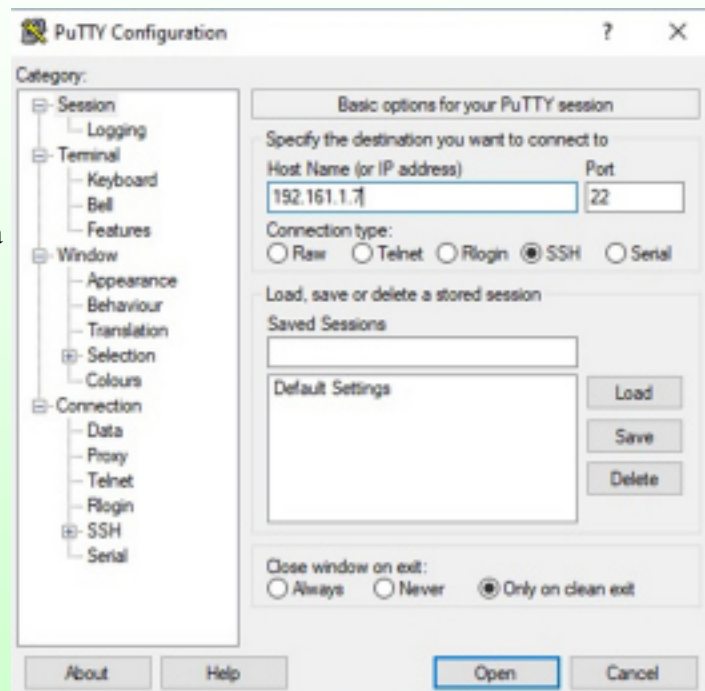 PuTTY Configuration ? X
Category:
Session
Logging
Terminal
Keyboard
Bell
Features
Window
Appearance
Behaviour
Translation
Selection
Colours
Connection
Data
Proxy
Telnet
Rlogin
SSH
Serial
Basic options for your PuTTY session
Specify the destination you want to connect to
Host Name (or IP address) Port
192.161.1.7 22
Connection type:
Raw Telnet Rlogin SSH Serial
Load, save or delete a stored session
Saved Sessions
Default Settings
Load
Save
Delete
Close window on exit:
Always Never Only on clean exit
About Help Open Cancel